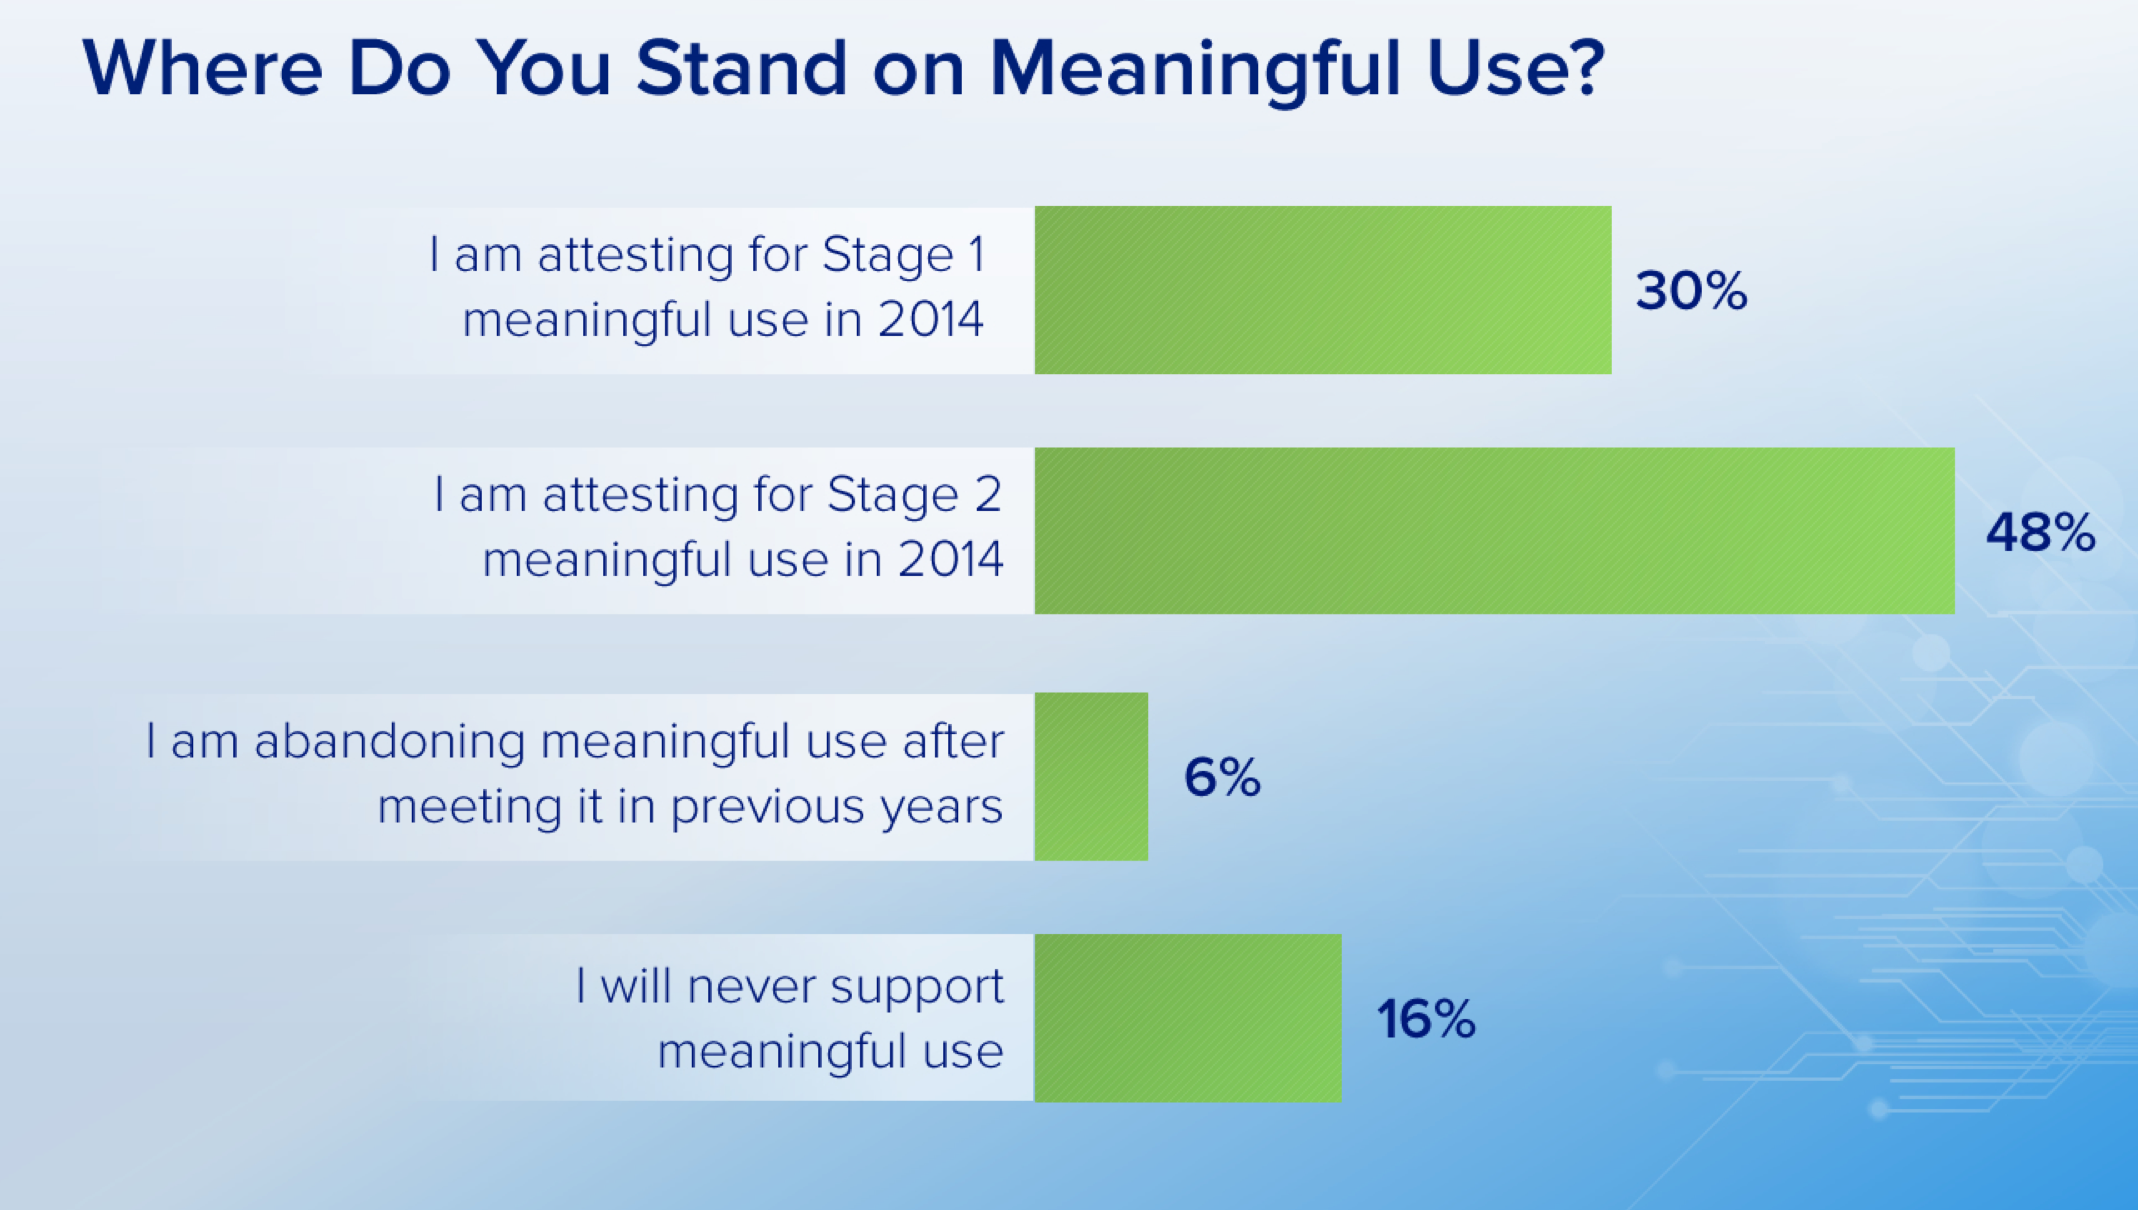 Where Do You Stand on Meaningful Use?
I am attesting for Stage 1
meaningful use in 2014
30%
I am attesting for Stage 2
meaningful use in 2014
48%
I am abandoning meaningful use after
meeting it in previous years
6%
I will never support
meaningful use
16%